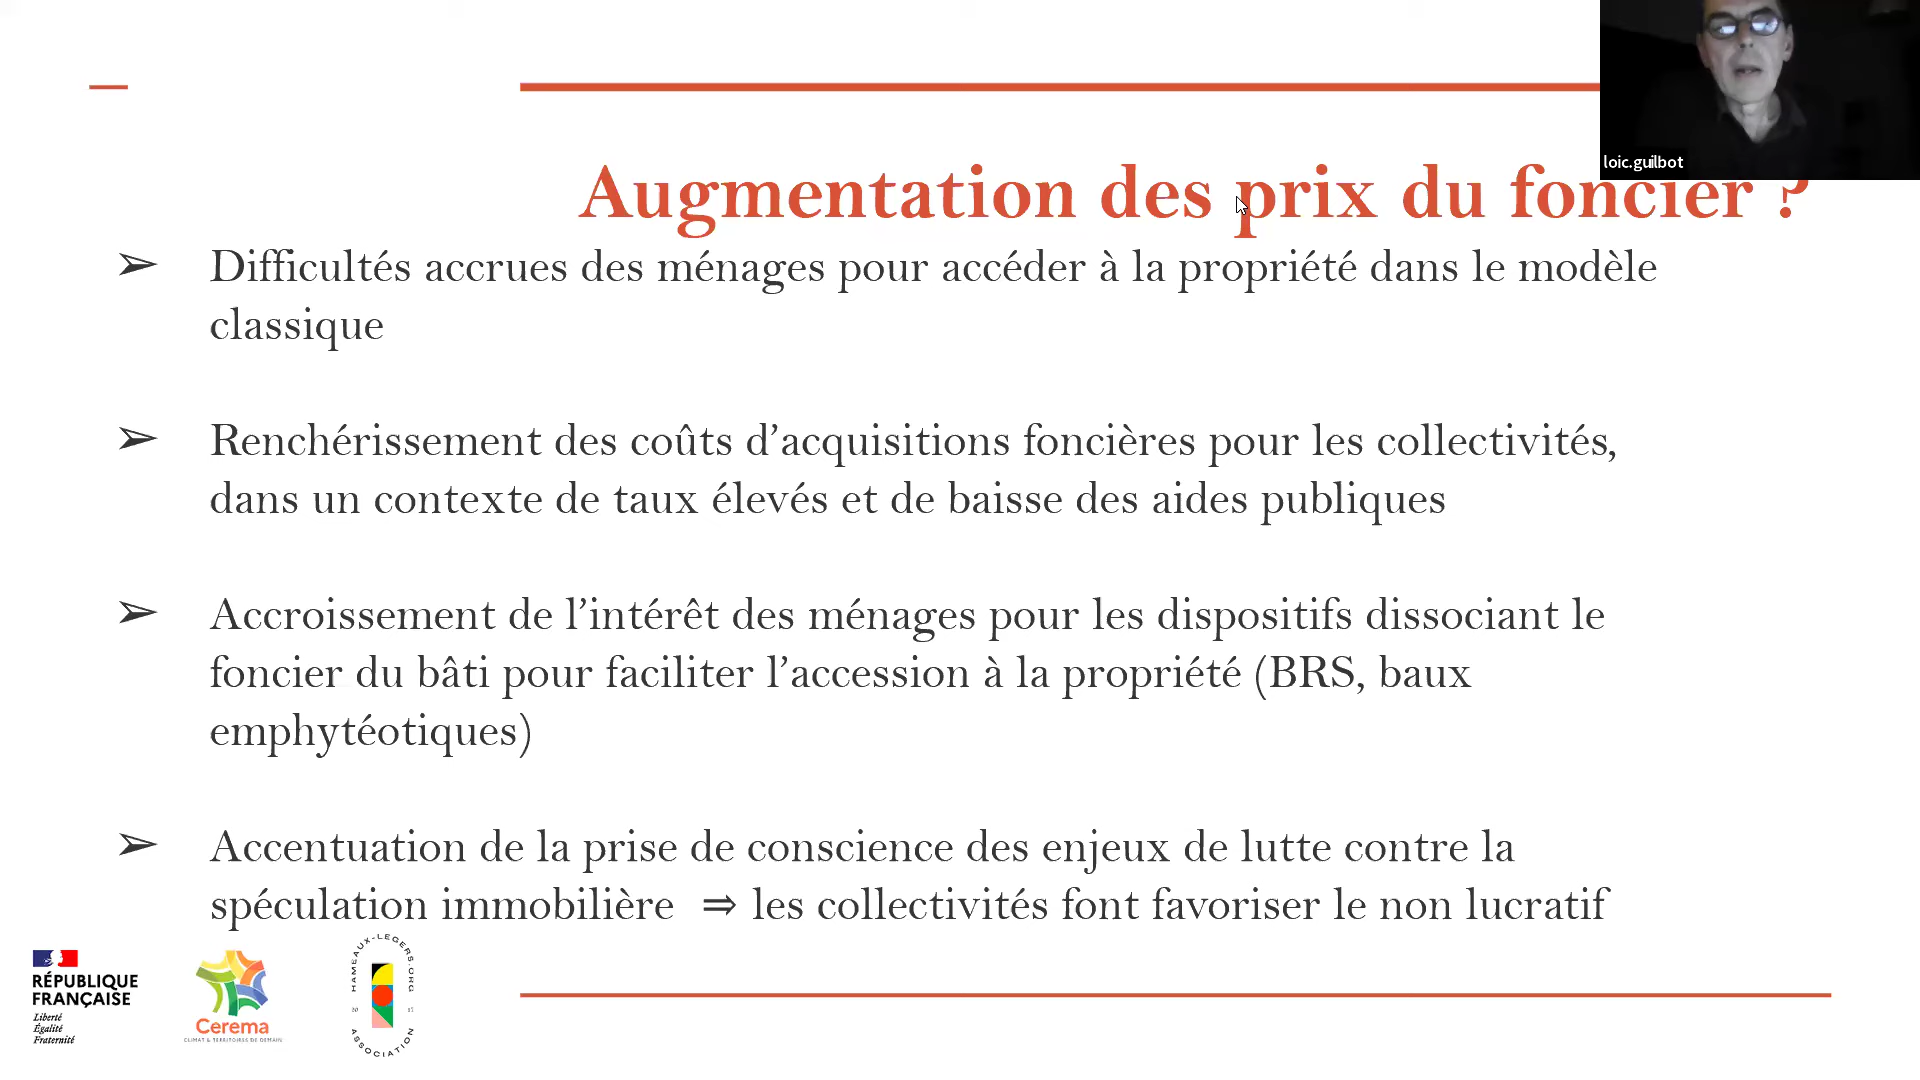 loic.guilbot
Augmentation des prix du foncier ?
➢ Difficultés accrues des ménages pour accéder à la propriété dans le modèle
classique
➢ Renchérissement des coûts d’acquisitions foncières pour les collectivités,
dans un contexte de taux élevés et de baisse des aides publiques
➢ Accroissement de l’intérêt des ménages pour les dispositifs dissociant le
foncier du bâti pour faciliter l’accession à la propriété (BRS, baux
emphytéotiques)
➢ Accentuation de la prise de conscience des enjeux de lutte contre la
spéculation immobilière ⇒ les collectivités font favoriser le non lucratif
RÉPUBLIQUE
FRANÇAISE
Liberté
Égalité
Fraternité
Cerema
CLIMAT & TERRITOIRES DE DEMAIN
HAMEAUX-LEGERS.ORG
20 17
ASSOCIATION